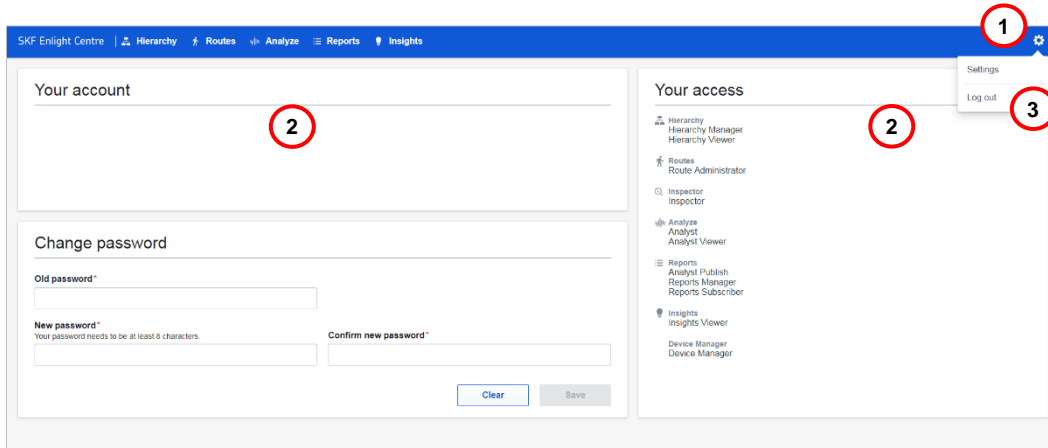 1
SKF Enlight Centre | Hierarchy Routes Analyze Reports Insights
Settings
Log out
3
Your account
2
Change password
Old password*
New password*
Your password needs to be at least 8 characters.
Confirm new password*
Clear
Save
Your access
2
Hierarchy
Hierarchy Manager
Hierarchy Viewer
Routes
Route Administrator
Inspector
Inspector
Analyze
Analyst
Analyst Viewer
Reports
Analyst Publish
Reports Manager
Reports Subscriber
Insights
Insights Viewer
Device Manager
Device Manager